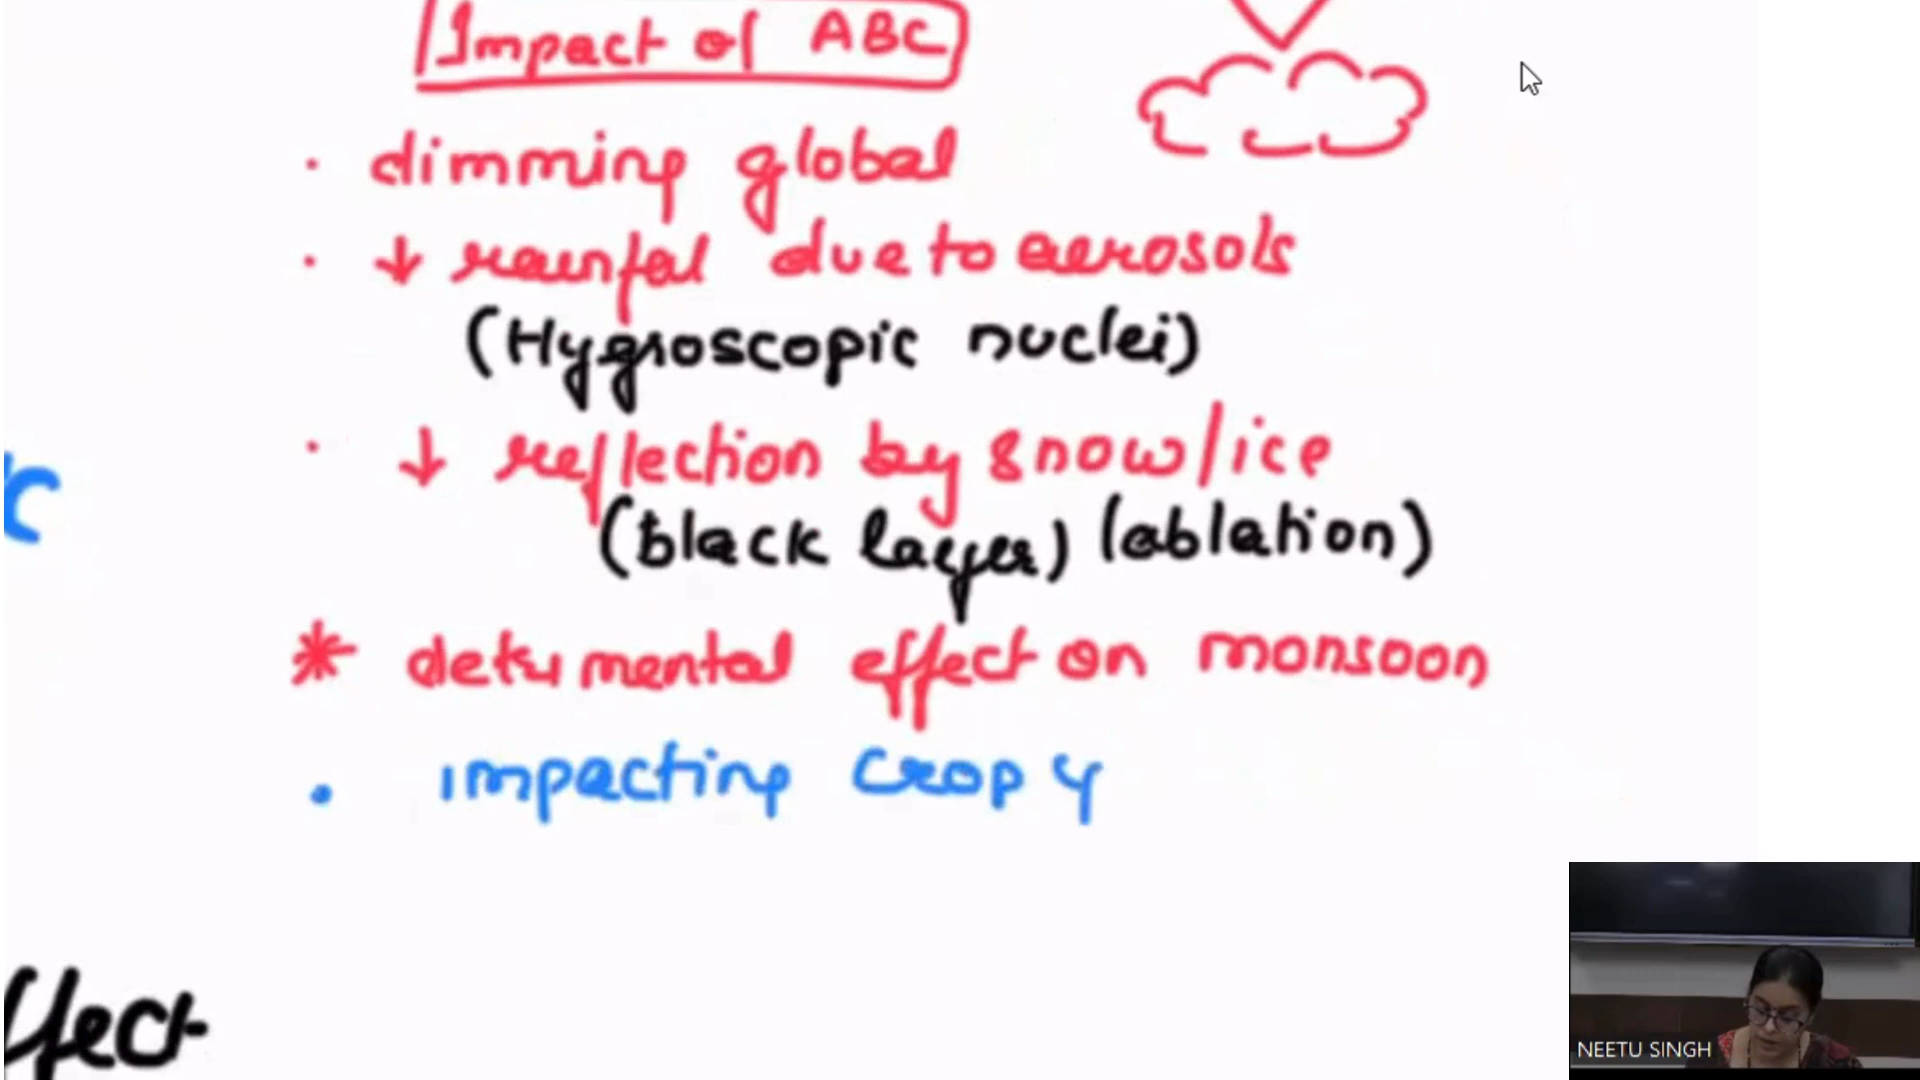 Impact of ABC
· dimming global
· ↓ rainfal due to aerosols
(Hygroscopic nuclei)
· ↓ reflection by snow/ice
(black layer) (ablation)
* detrimental effect on monsoon
· impacting crop y
ffect
NEETU SINGH